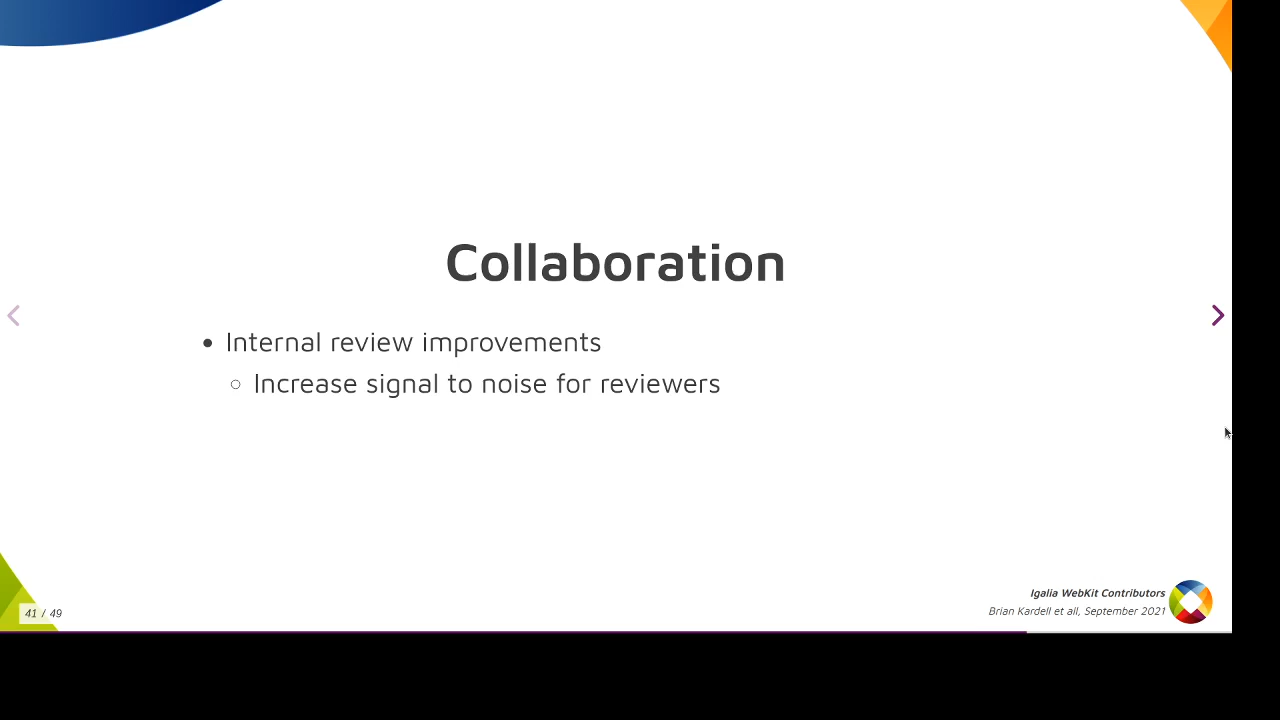 Collaboration
• Internal review improvements
○ Increase signal to noise for reviewers
41 / 49
Igalia WebKit Contributors
Brian Kardell et all, September 2021